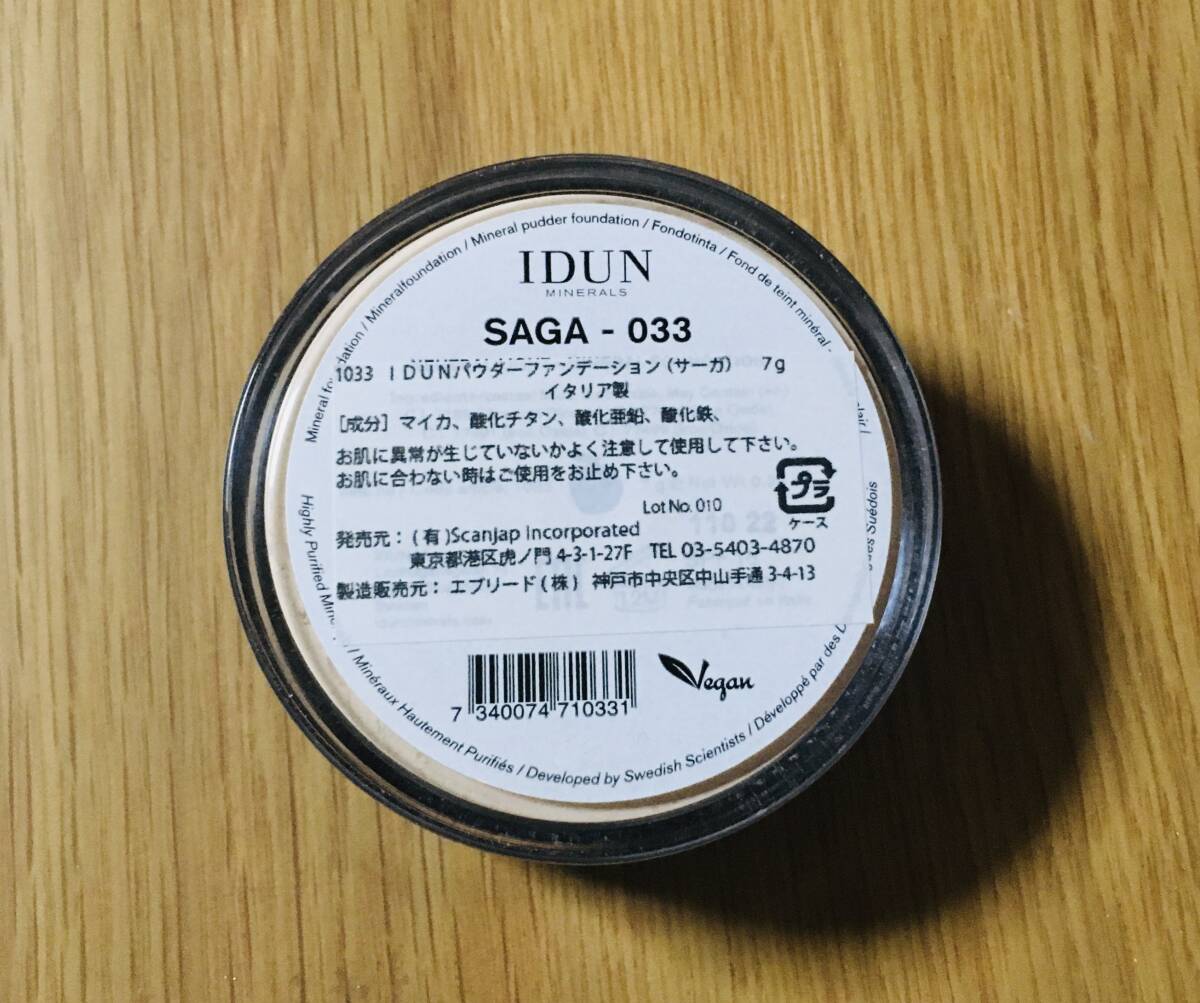 Mineral foundation / Mineralfoundation / Mineral pudder foundation / Fondotinta / Fond de teint minéral -
IDUN
MINERALS
SAGA - 033
1033 IDUNパウダーファンデーション（サーガ） 7g
イタリア製
[成分] マイカ、酸化チタン、酸化亜鉛、酸化鉄、
お肌に異常が生じていないかよく注意して使用して下さい。
お肌に合わない時はご使用をお止め下さい。
プラ
ケース
Lot No. 010
発売元：(有)Scanjap Incorporated
東京都港区虎ノ門 4-3-1-27F TEL 03-5403-4870
製造販売元：エブリード(株) 神戸市中央区中山手通3-4-13
7 340074 710331
Vegan
Highly Purified / Minéraux Hautement Purifiés / Developed by Swedish Scientists / Développé par des Suédois